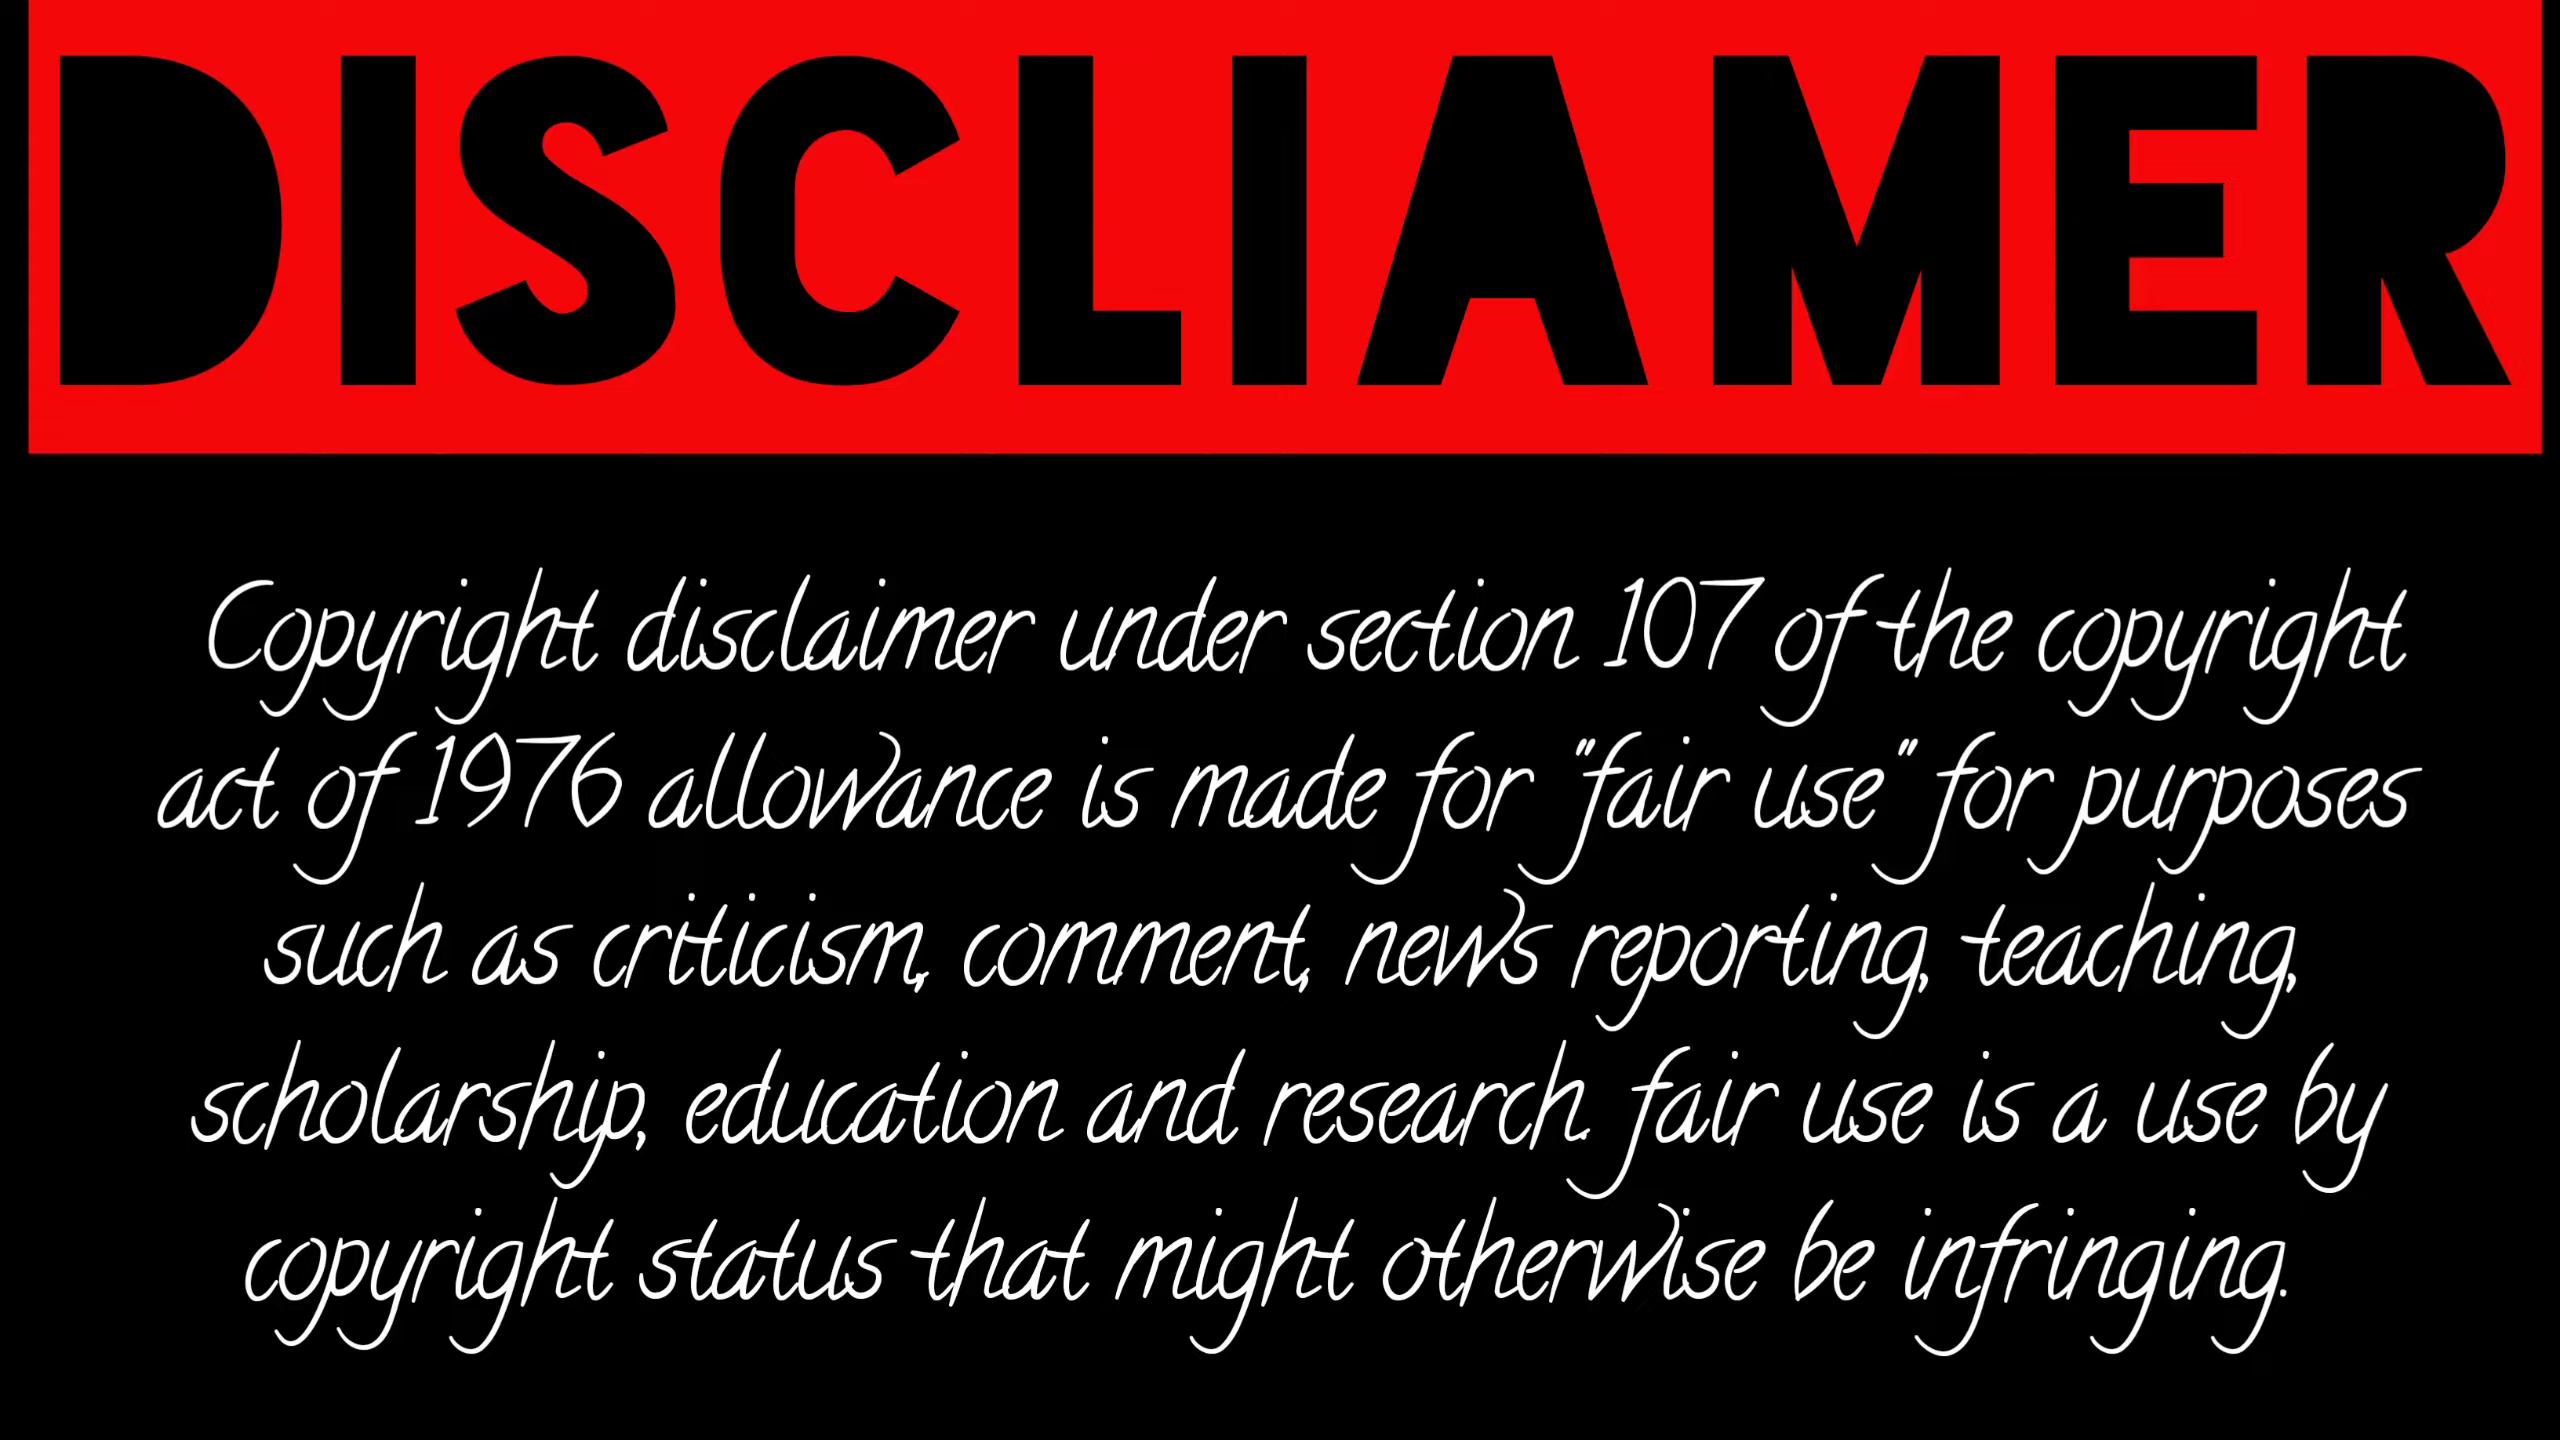 DISCLIAMER
Copyright disclaimer under section 107 of the copyright
act of 1976 allowance is made for "fair use" for purposes
such as criticism, comment, news reporting, teaching,
scholarship, education and research. fair use is a use by
copyright status that might otherwise be infringing.